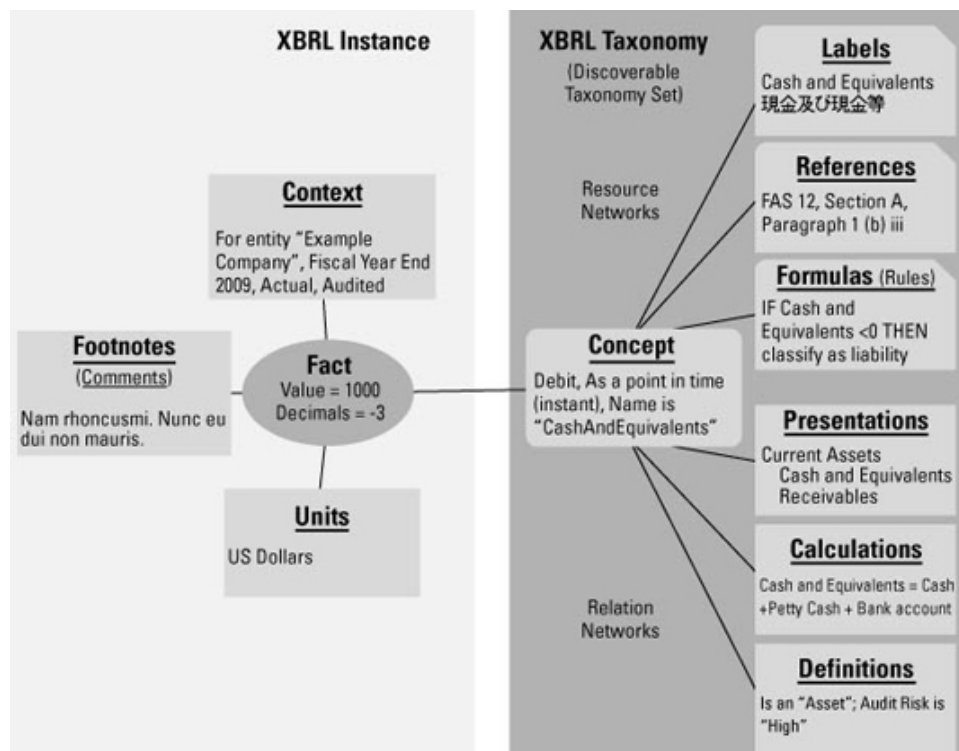 XBRL Instance
Context
For entity “Example
Company”, Fiscal Year End
2009, Actual, Audited
Footnotes
(Comments)
Nam rhoncusmi. Nunc eu
dui non mauris.
Fact
Value = 1000
Decimals = -3
Units
US Dollars
XBRL Taxonomy
(Discoverable
Taxonomy Set)
Resource
Networks
Concept
Debit, As a point in time
(instant), Name is
“CashAndEquivalents”
Relation
Networks
Labels
Cash and Equivalents
現金及び現金等
References
FAS 12, Section A,
Paragraph 1 (b) iii
Formulas (Rules)
IF Cash and
Equivalents <0 THEN
classify as liability
Presentations
Current Assets
Cash and Equivalents
Receivables
Calculations
Cash and Equivalents = Cash
+Petty Cash + Bank account
Definitions
Is an “Asset”; Audit Risk is
“High”